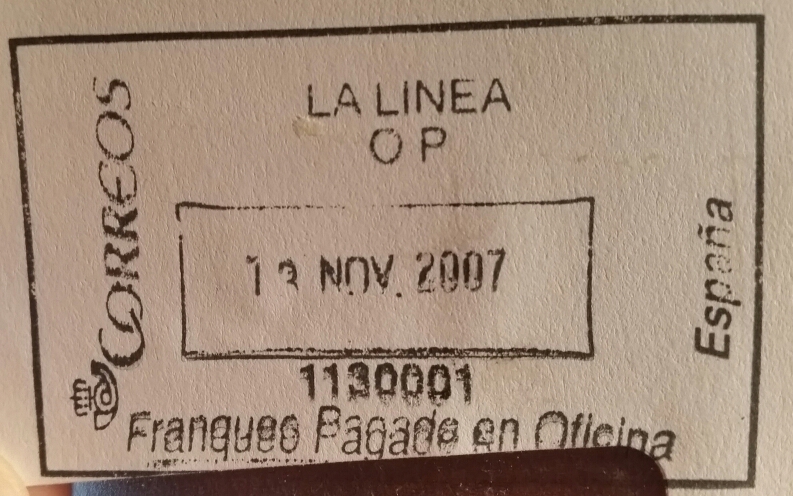 CORREOS
LA LINEA
O P
13 NOV. 2007
1130001
Franqueo Pagado en Oficina
España